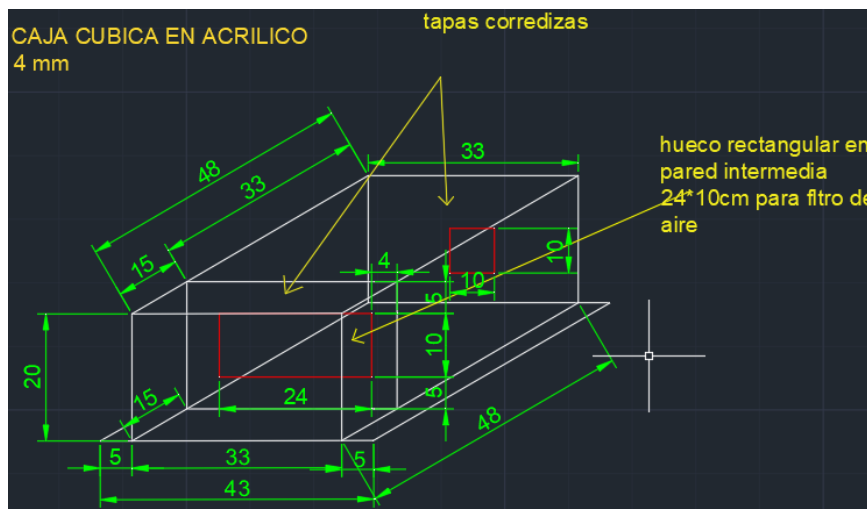 tapas corredizas
CAJA CUBICA EN ACRILICO
4 mm
33
hueco rectangular en
pared intermedia
24*10cm para fltro de
aire
48
33
15
4
10
10
5
10
5
20
15
24
48
5
33
5
43